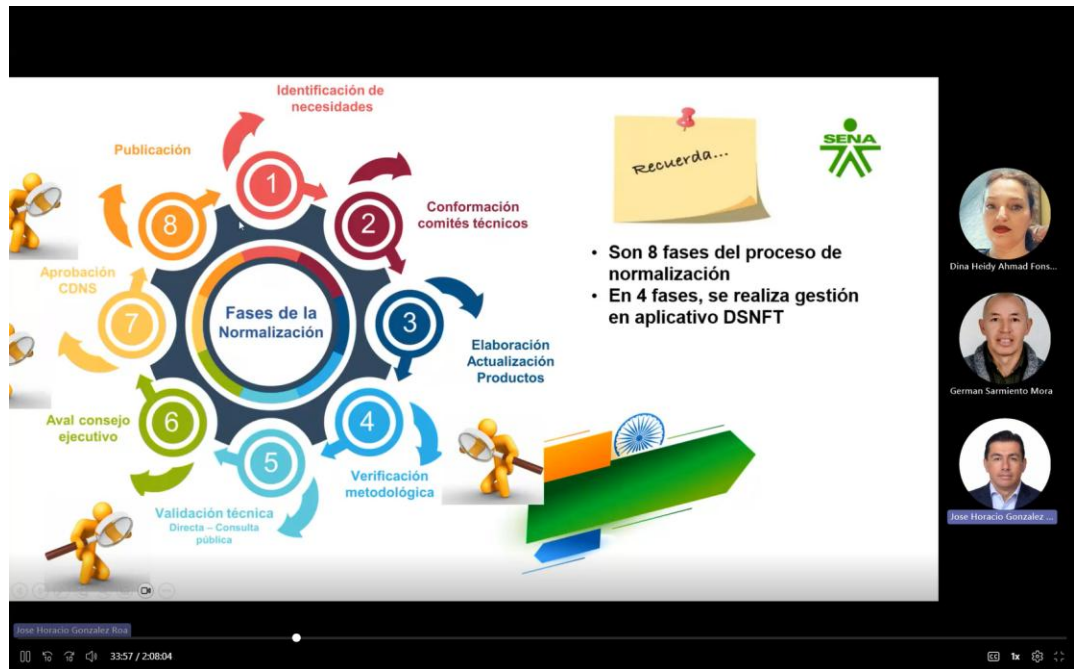 Identificación de
necesidades
Publicación
1
8
2
Conformación
comités técnicos
Aprobación
CDNS
7
Fases de la
Normalización
3
Elaboración
Actualización
Productos
Aval consejo
ejecutivo
6
4
5
Verificación
metodológica
Validación técnica
Directa – Consulta
pública
Recuerda...
SENA
• Son 8 fases del proceso de
normalización
• En 4 fases, se realiza gestión
en aplicativo DSNFT
Dina Heidy Ahmad Fons...
German Sarmiento Mora
Jose Horacio Gonzalez ...
Jose Horacio Gonzalez Roa
10
10
33:57 / 2:08:04
CC
1x